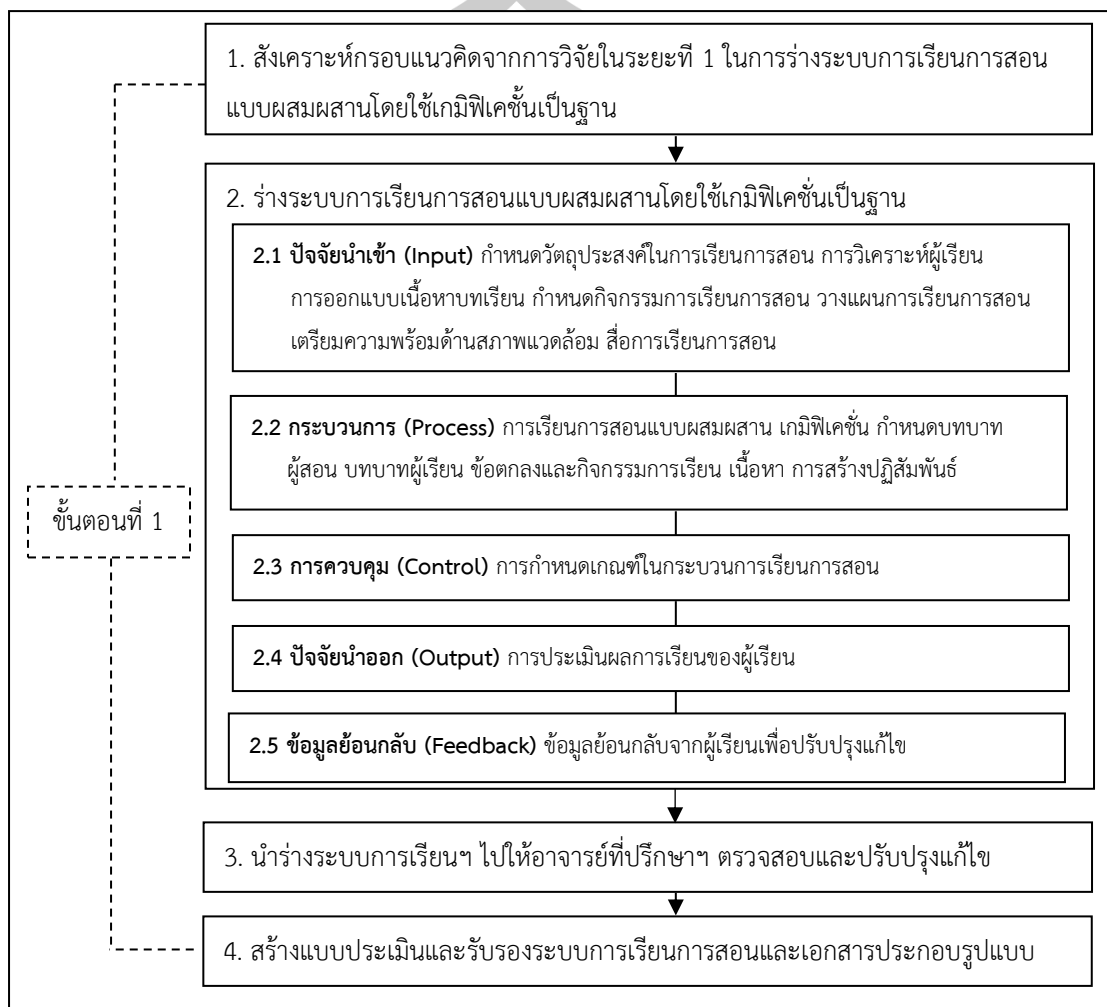 1. สังเคราะห์กรอบแนวคิดจากการวิจัยในระยะที่ 1 ในการร่างระบบการเรียนการสอน
แบบผสมผสานโดยใช้เกมิฟิเคชั้นเป็นฐาน
2. ร่างระบบการเรียนการสอนแบบผสมผสานโดยใช้เกมิฟิเคชั่นเป็นฐาน
2.1 ปัจจัยนำเข้า (Input) กำหนดวัตถุประสงค์ในการเรียนการสอน การวิเคราะห์ผู้เรียน
การออกแบบเนื้อหาบทเรียน กำหนดกิจกรรมการเรียนการสอน วางแผนการเรียนการสอน
เตรียมความพร้อมด้านสภาพแวดล้อม สื่อการเรียนการสอน
2.2 กระบวนการ (Process) การเรียนการสอนแบบผสมผสาน เกมิฟิเคชั่น กำหนดบทบาท
ผู้สอน บทบาทผู้เรียน ข้อตกลงและกิจกรรมการเรียน เนื้อหา การสร้างปฏิสัมพันธ์
ขั้นตอนที่ 1
2.3 การควบคุม (Control) การกำหนดเกณฑ์ในกระบวนการเรียนการสอน
2.4 ปัจจัยนำออก (Output) การประเมินผลการเรียนของผู้เรียน
2.5 ข้อมูลย้อนกลับ (Feedback) ข้อมูลย้อนกลับจากผู้เรียนเพื่อปรับปรุงแก้ไข
3. นำร่างระบบการเรียนฯ ไปให้อาจารย์ที่ปรึกษาฯ ตรวจสอบและปรับปรุงแก้ไข
4. สร้างแบบประเมินและรับรองระบบการเรียนการสอนและเอกสารประกอบรูปแบบ